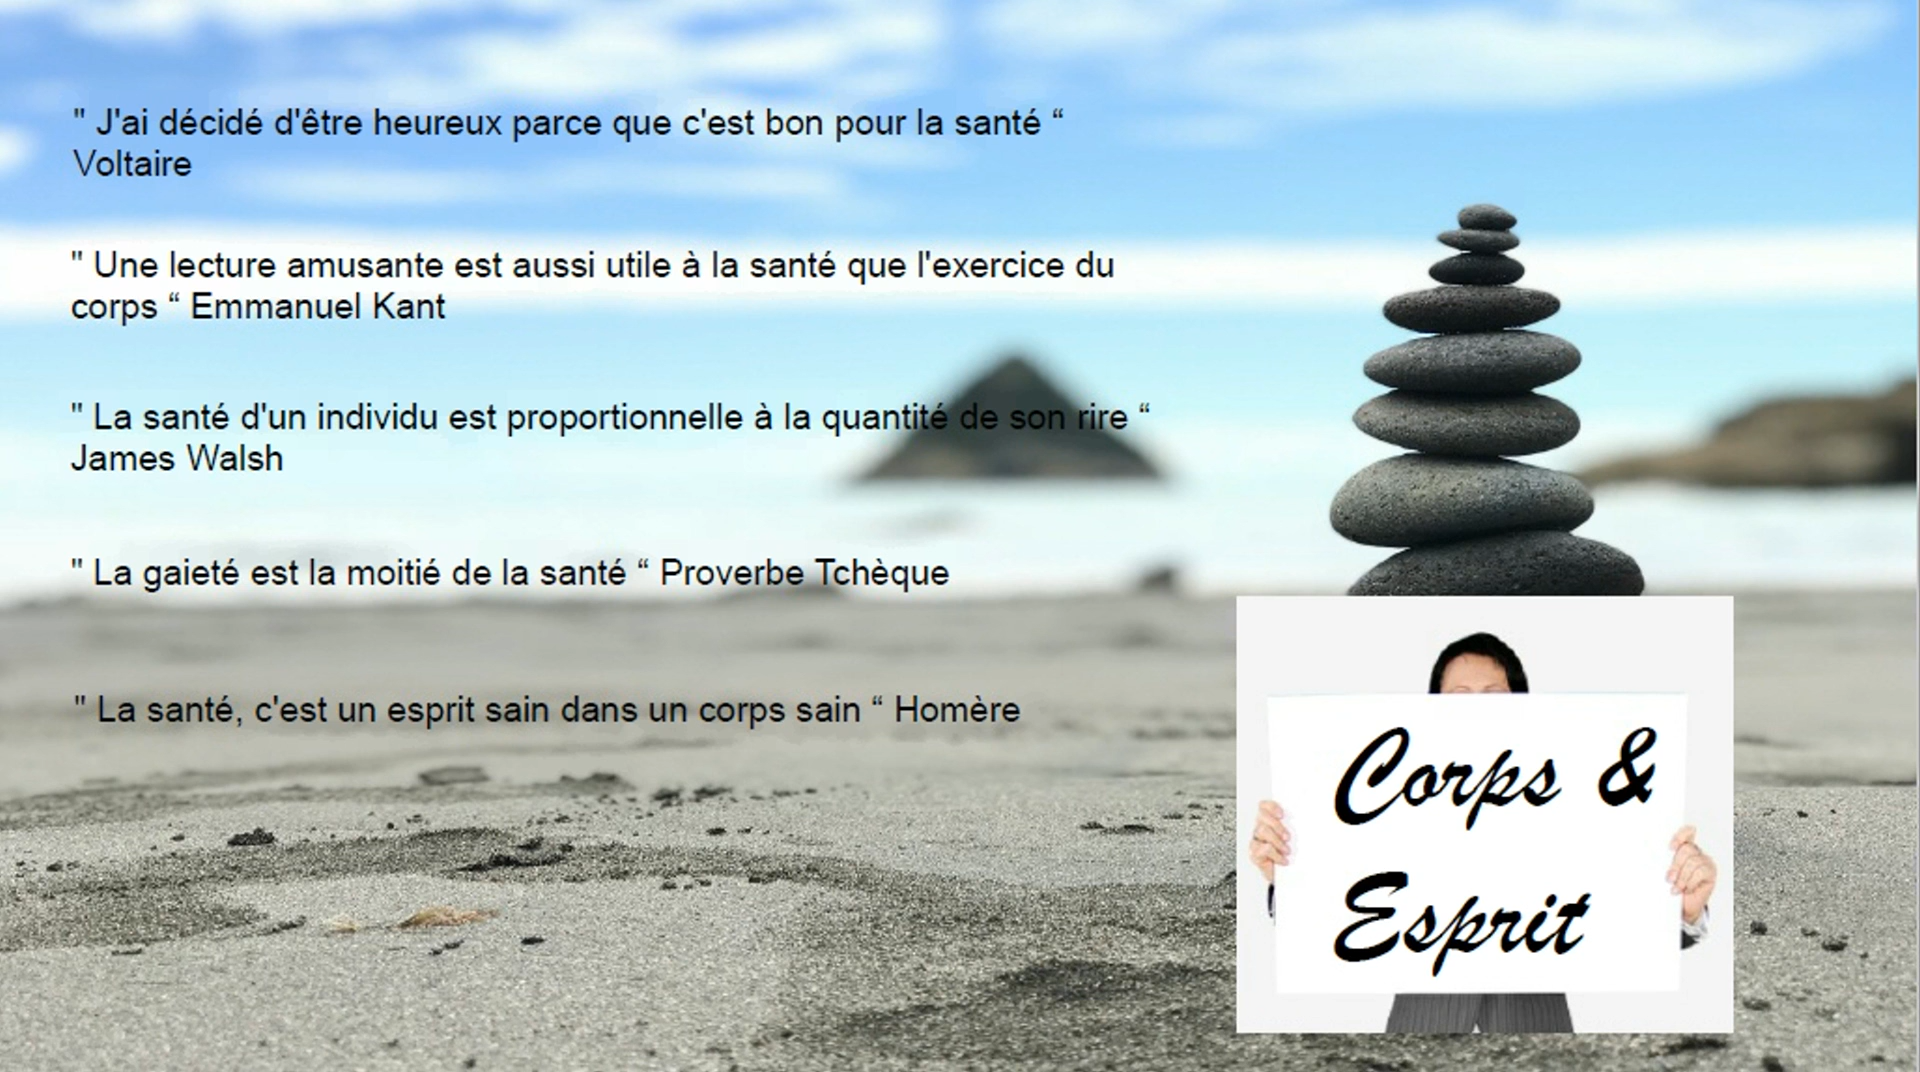 " J'ai décidé d'être heureux parce que c'est bon pour la santé “
Voltaire
" Une lecture amusante est aussi utile à la santé que l'exercice du
corps “ Emmanuel Kant
" La santé d'un individu est proportionnelle à la quantité de son rire “
James Walsh
" La gaieté est la moitié de la santé “ Proverbe Tchèque
" La santé, c'est un esprit sain dans un corps sain “ Homère
Corps &
Esprit